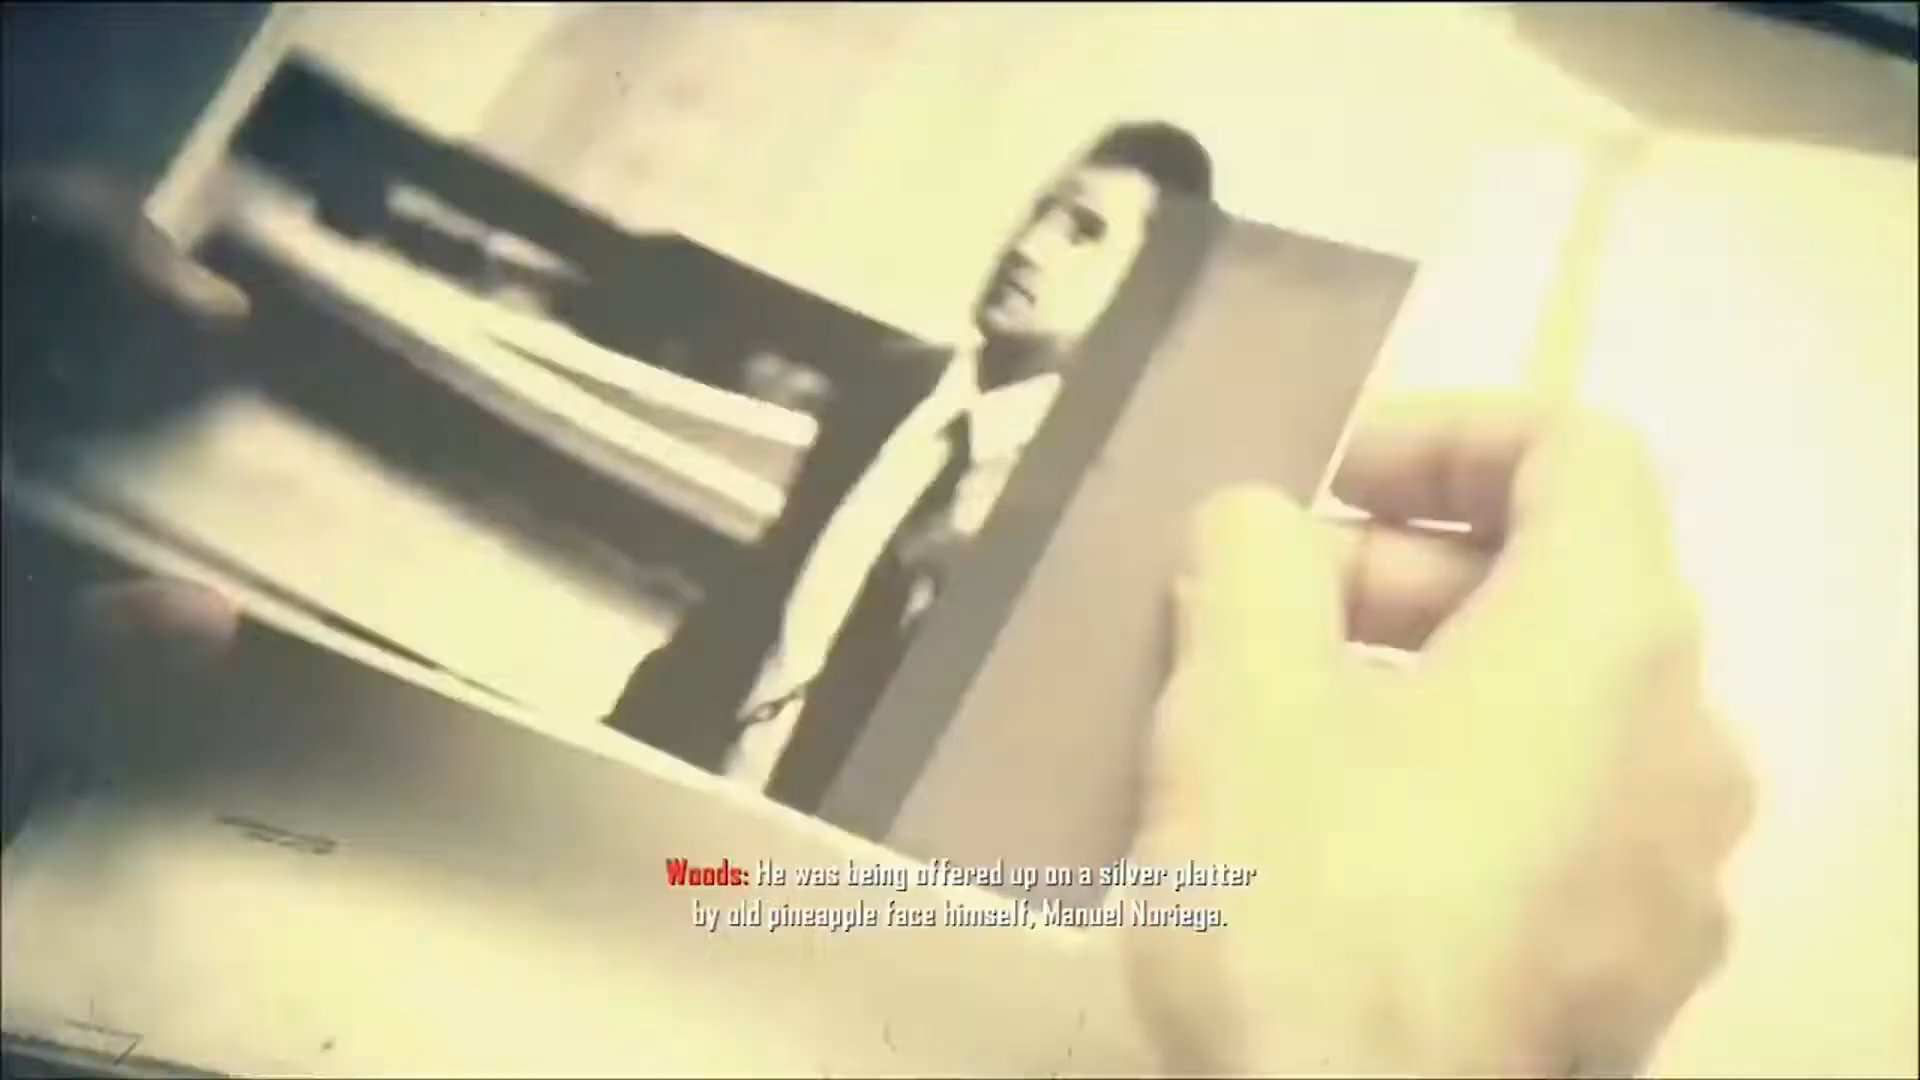 Woods: He was being offered up on a silver platter
by old pineapple face himself, Manuel Noriega.